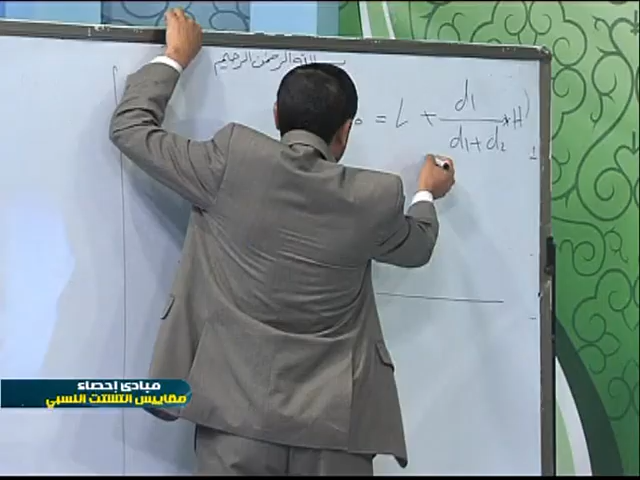 بسم الله الرحمن الرحيم
o = L + d1 / d1 + d2 * H
مبادئ إحصاء
مقاييس التشتت النسبي